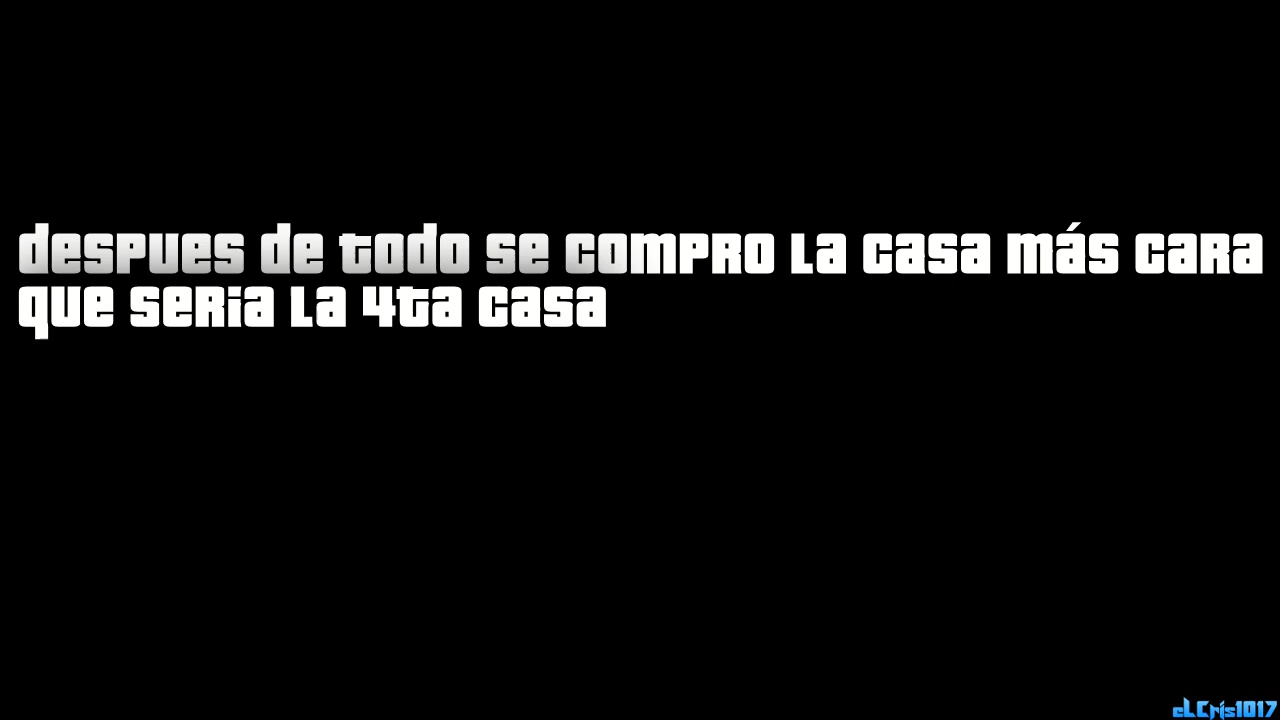 despues de todo se compro la casa más cara
que seria la 4ta casa
eLCris1017